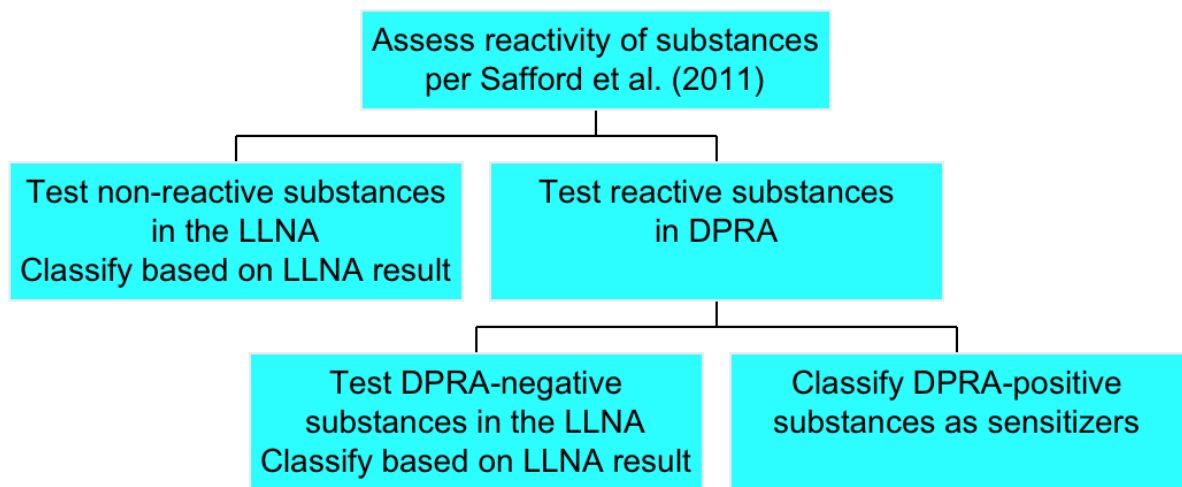 Assess reactivity of substances
per Safford et al. (2011)
Test non-reactive substances
in the LLNA
Classify based on LLNA result
Test reactive substances
in DPRA
Test DPRA-negative
substances in the LLNA
Classify based on LLNA result
Classify DPRA-positive
substances as sensitizers